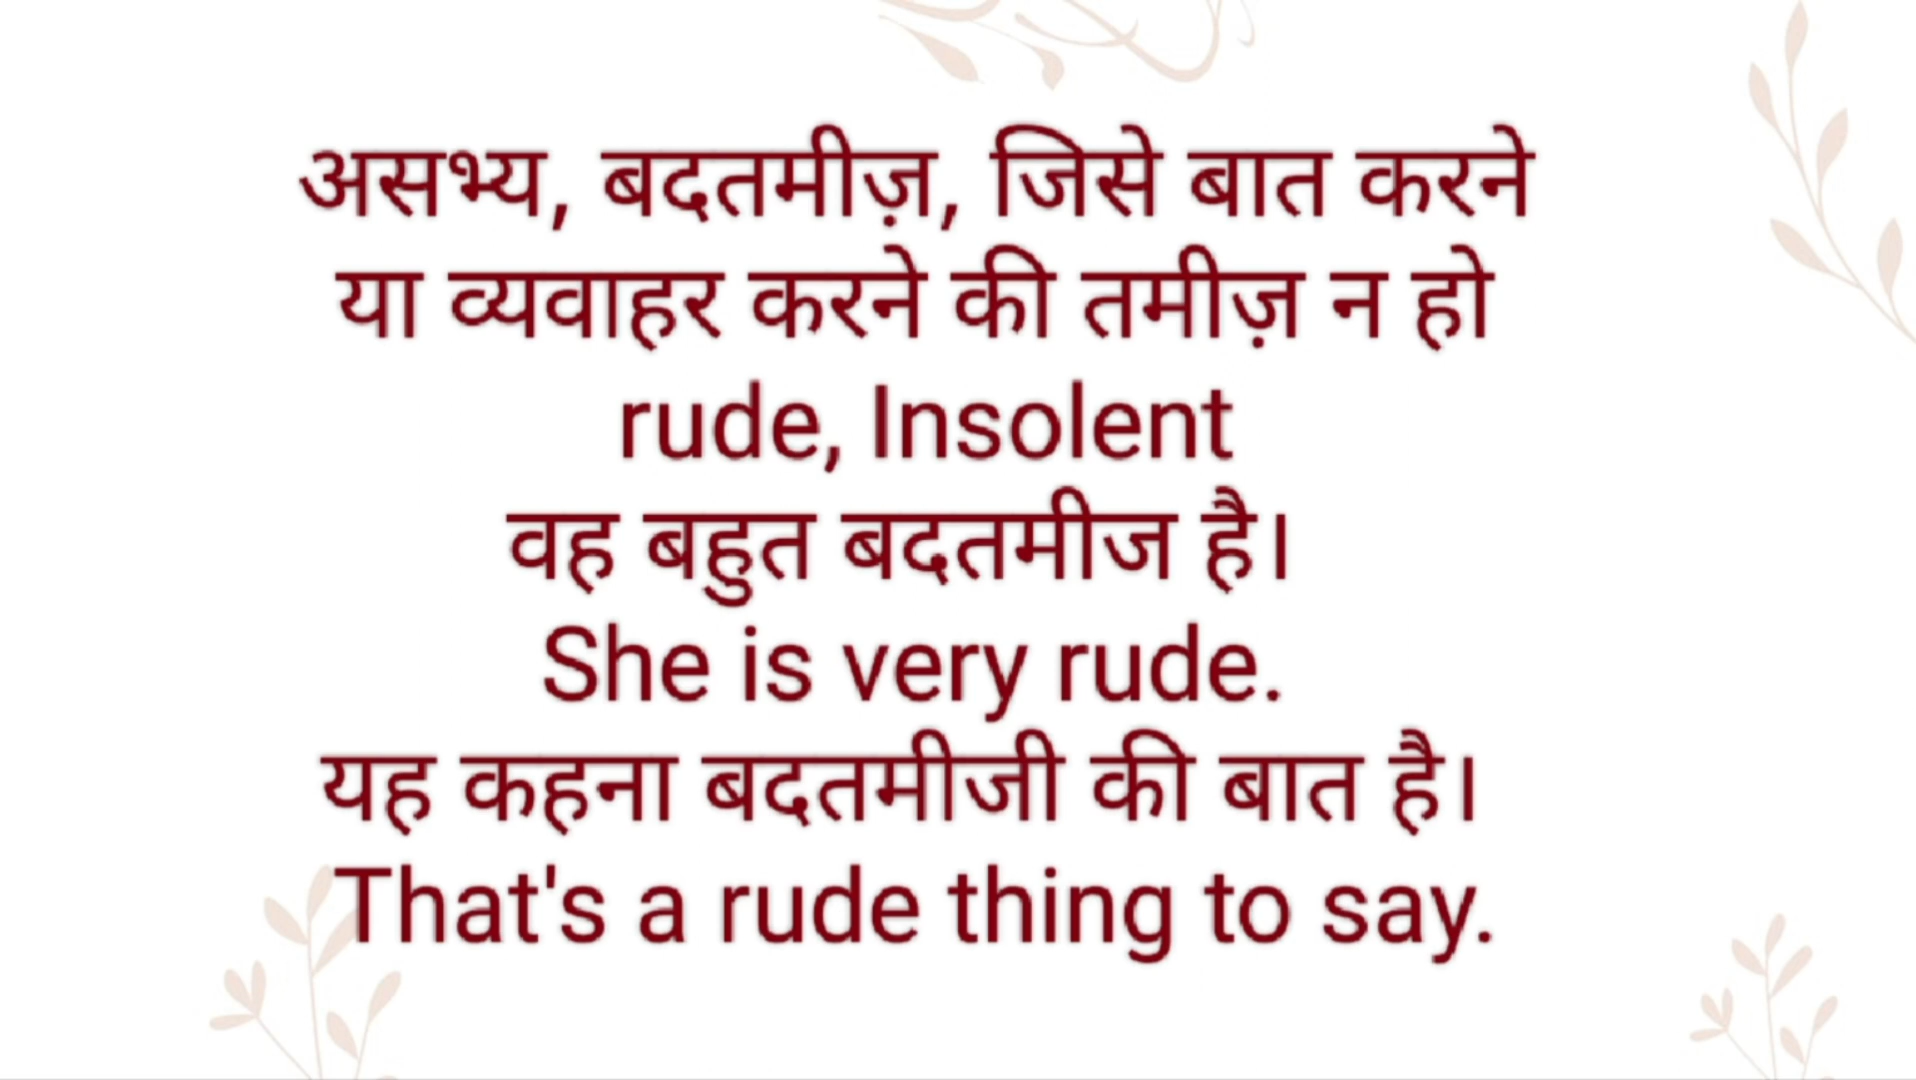 असभ्य, बदतमीज़, जिसे बात करने
या व्यवाहर करने की तमीज़ न हो
rude, Insolent
वह बहुत बदतमीज है।
She is very rude.
यह कहना बदतमीजी की बात है।
That's a rude thing to say.